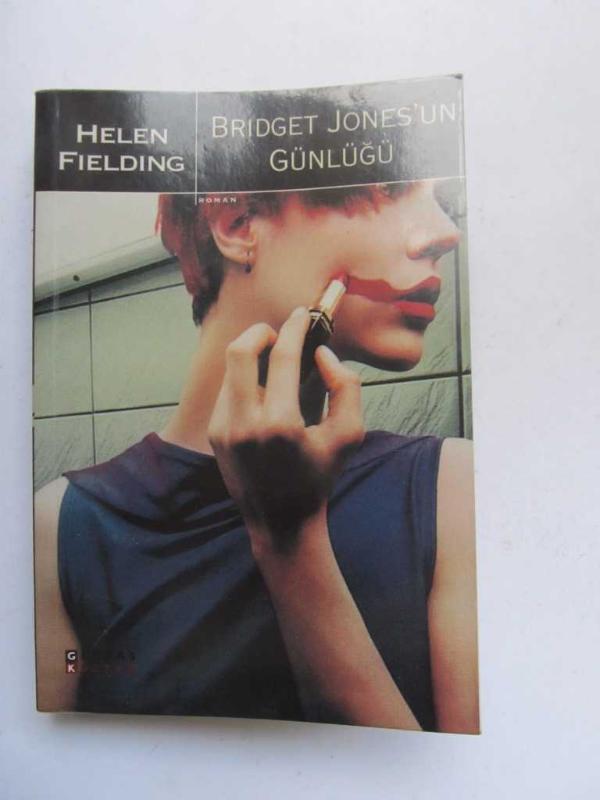 HELEN
FIELDING
BRIDGET JONES'UN
GÜNLÜĞÜ
ROMAN